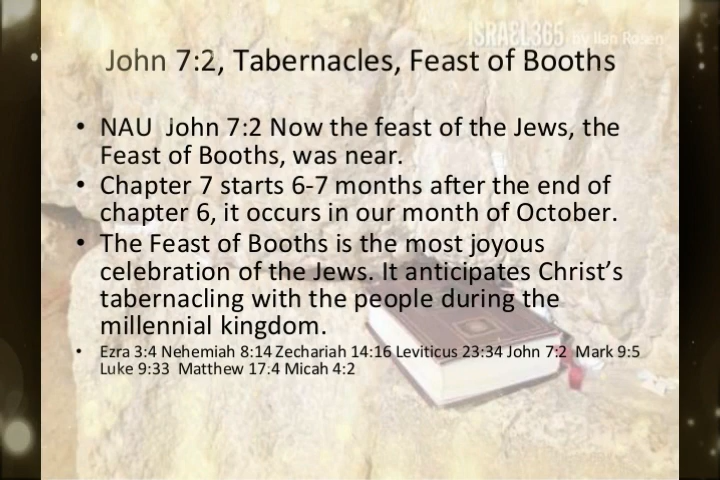 ISRAEL365 by Ilan Rosen
John 7:2, Tabernacles, Feast of Booths
• NAU  John 7:2 Now the feast of the Jews, the
Feast of Booths, was near.
• Chapter 7 starts 6-7 months after the end of
chapter 6, it occurs in our month of October.
• The Feast of Booths is the most joyous
celebration of the Jews. It anticipates Christ's
tabernacling with the people during the
millennial kingdom.
• Ezra 3:4 Nehemiah 8:14 Zechariah 14:16 Leviticus 23:34 John 7:2  Mark 9:5
Luke 9:33  Matthew 17:4 Micah 4:2